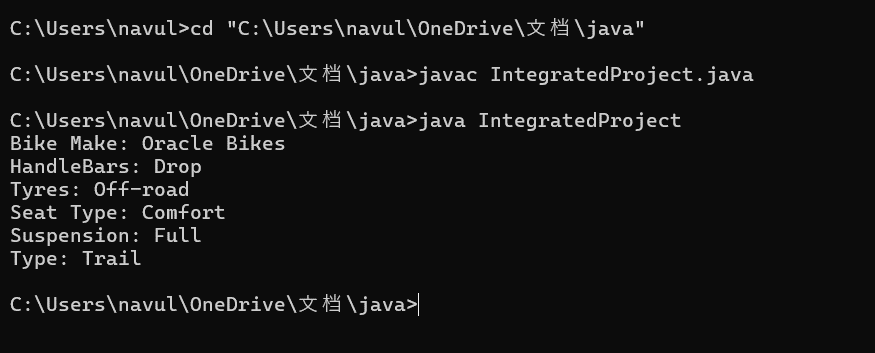 C:\Users\navul>cd "C:\Users\navul\OneDrive\文档\java"
C:\Users\navul\OneDrive\文档\java>javac IntegratedProject.java
C:\Users\navul\OneDrive\文档\java>java IntegratedProject
Bike Make: Oracle Bikes
HandleBars: Drop
Tyres: Off-road
Seat Type: Comfort
Suspension: Full
Type: Trail
C:\Users\navul\OneDrive\文档\java>